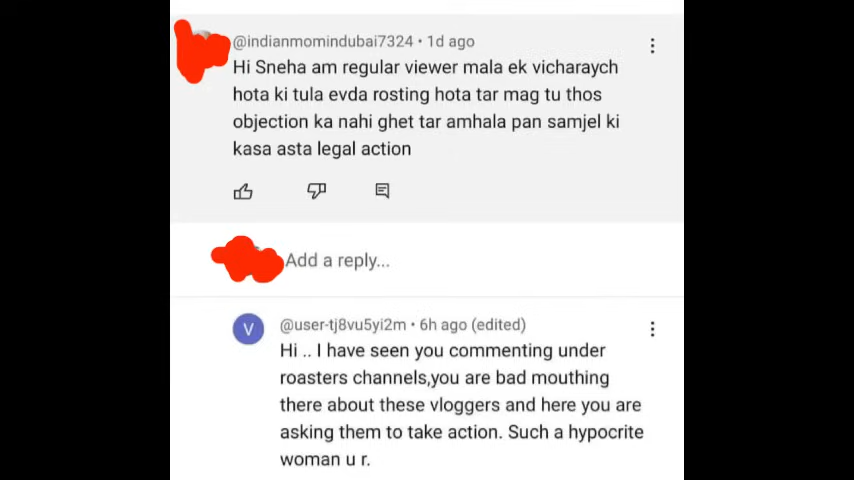 @indianmomindubai7324 • 1d ago
Hi Sneha am regular viewer mala ek vicharaych
hota ki tula evda rosting hota tar mag tu thos
objection ka nahi ghet tar amhala pan samjel ki
kasa asta legal action
Add a reply...
V
@user-tj8vu5yi2m • 6h ago (edited)
Hi .. I have seen you commenting under
roasters channels,you are bad mouthing
there about these vloggers and here you are
asking them to take action. Such a hypocrite
woman u r.